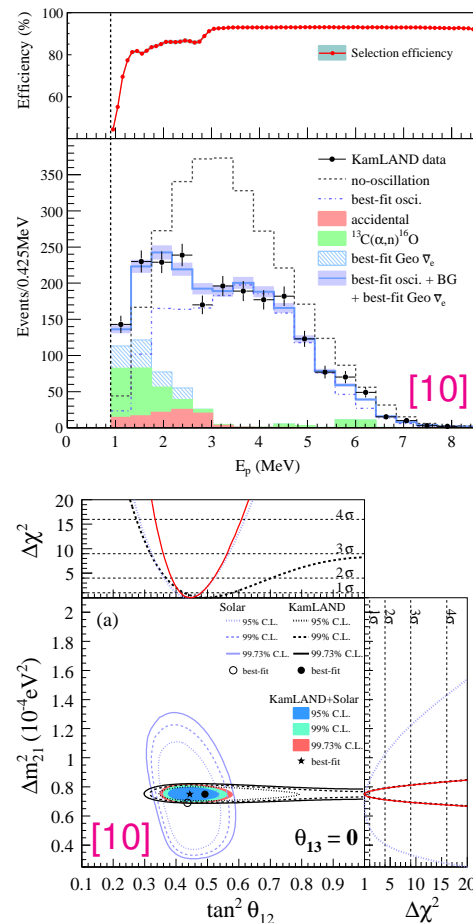 Efficiency (%)
100
80
60
40
Selection efficiency
Events/0.425MeV
350
300
250
200
150
100
50
0
KamLAND data
no-oscillation
best-fit osci.
accidental
¹³C(α,n)¹⁶O
best-fit Geo ν̄ₑ
best-fit osci. + BG
+ best-fit Geo ν̄ₑ
[10]
0 1 2 3 4 5 6 7 8
Eₚ (MeV)
Δχ²
20
15
10
5
4σ
3σ
2σ
1σ
(a)
Solar
95% C.L.
99% C.L.
99.73% C.L.
best-fit
KamLAND
95% C.L.
99% C.L.
99.73% C.L.
best-fit
KamLAND+Solar
95% C.L.
99% C.L.
99.73% C.L.
best-fit
1σ 2σ 3σ 4σ
Δm²₂₁ (10⁻⁴eV²)
2
1.8
1.6
1.4
1.2
1
0.8
0.6
0.4
[10]
θ₁₃ = 0
0.1 0.2 0.3 0.4 0.5 0.6 0.7 0.8 0.9 1 5 10 15 20
tan² θ₁₂
Δχ²